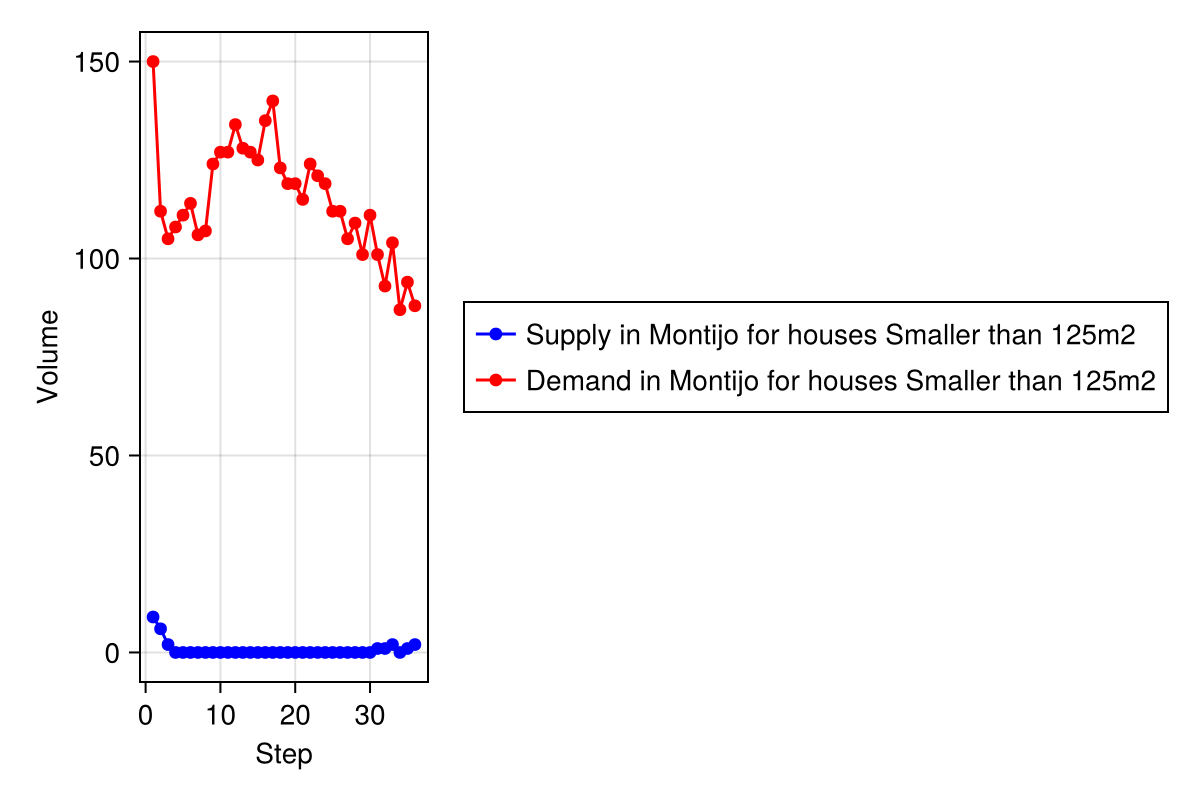 Volume
150
100
50
0
0 10 20 30
Step
Supply in Montijo for houses Smaller than 125m2
Demand in Montijo for houses Smaller than 125m2